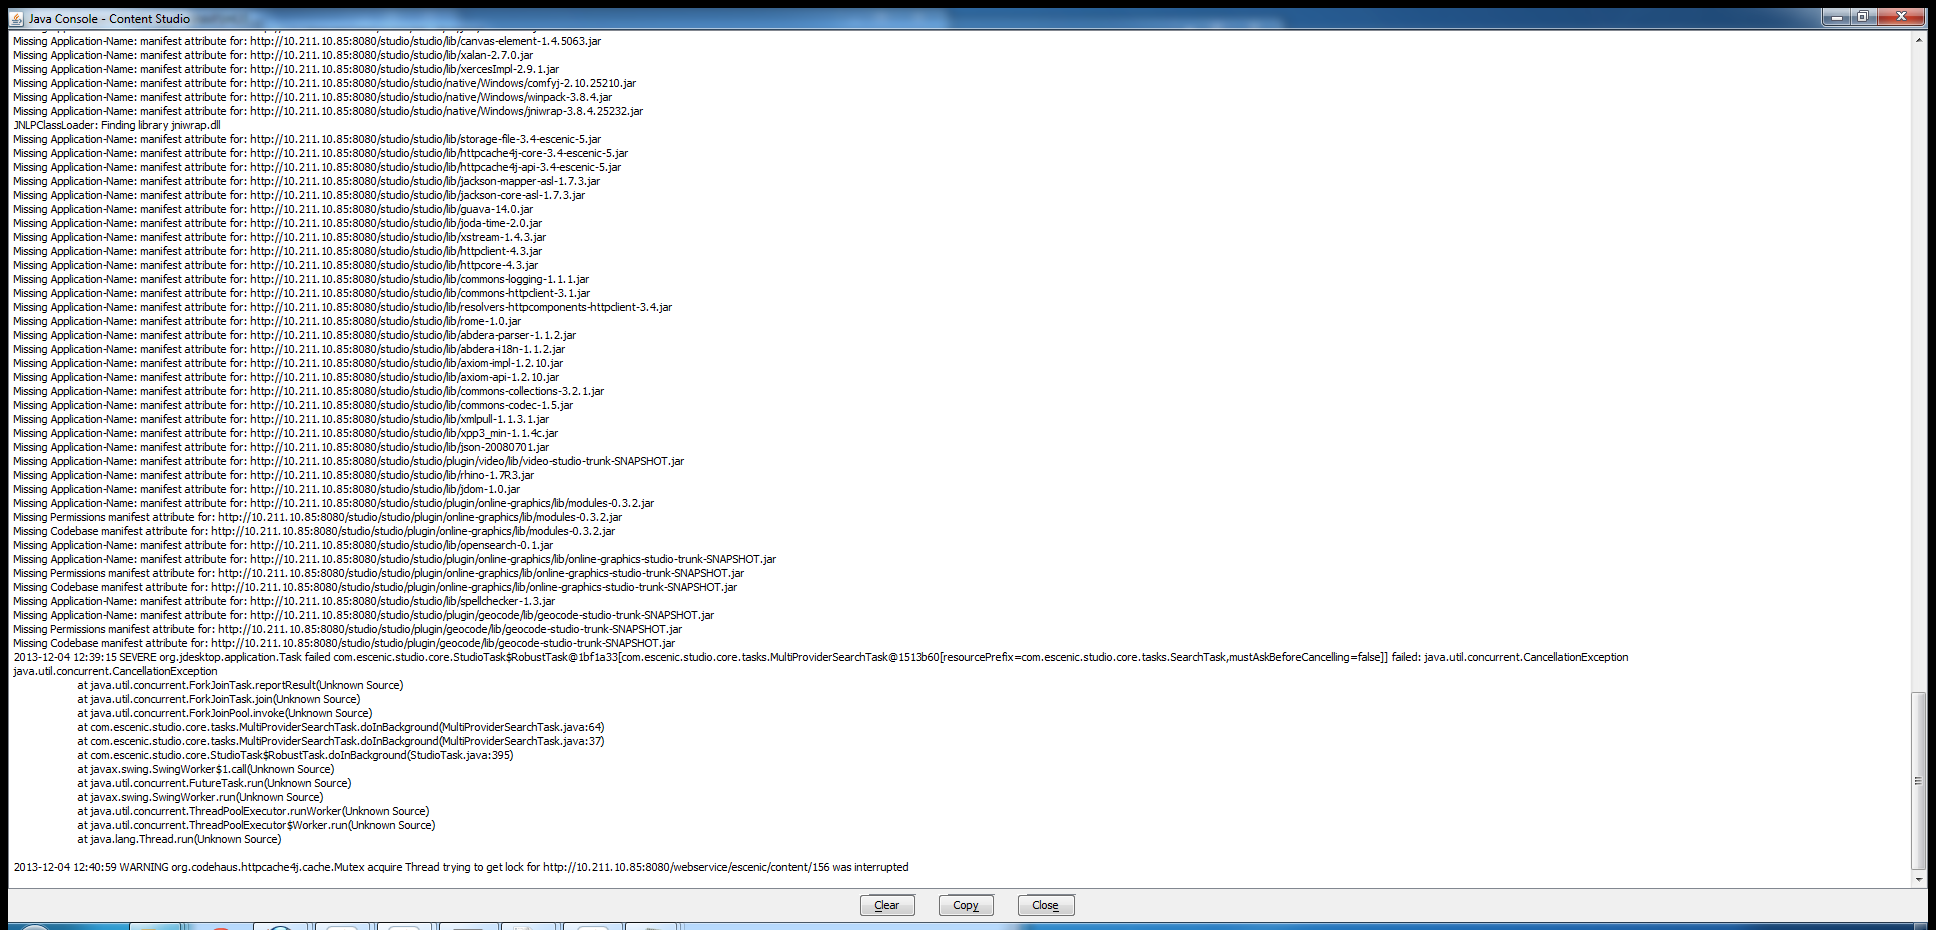 Java Console - Content Studio
Missing Application-Name: manifest attribute for: http://10.211.10.85:8080/studio/studio/lib/canvas-element-1.4.5063.jar
Missing Application-Name: manifest attribute for: http://10.211.10.85:8080/studio/studio/lib/xalan-2.7.0.jar
Missing Application-Name: manifest attribute for: http://10.211.10.85:8080/studio/studio/lib/xercesImpl-2.9.1.jar
Missing Application-Name: manifest attribute for: http://10.211.10.85:8080/studio/studio/native/Windows/comfyj-2.10.25210.jar
Missing Application-Name: manifest attribute for: http://10.211.10.85:8080/studio/studio/native/Windows/winpack-3.8.4.jar
Missing Application-Name: manifest attribute for: http://10.211.10.85:8080/studio/studio/native/Windows/jniwrap-3.8.4.25232.jar
JNLPClassLoader: Finding library jniwrap.dll
Missing Application-Name: manifest attribute for: http://10.211.10.85:8080/studio/studio/lib/storage-file-3.4-escenic-5.jar
Missing Application-Name: manifest attribute for: http://10.211.10.85:8080/studio/studio/lib/httpcache4j-core-3.4-escenic-5.jar
Missing Application-Name: manifest attribute for: http://10.211.10.85:8080/studio/studio/lib/httpcache4j-api-3.4-escenic-5.jar
Missing Application-Name: manifest attribute for: http://10.211.10.85:8080/studio/studio/lib/jackson-mapper-asl-1.7.3.jar
Missing Application-Name: manifest attribute for: http://10.211.10.85:8080/studio/studio/lib/jackson-core-asl-1.7.3.jar
Missing Application-Name: manifest attribute for: http://10.211.10.85:8080/studio/studio/lib/guava-14.0.jar
Missing Application-Name: manifest attribute for: http://10.211.10.85:8080/studio/studio/lib/joda-time-2.0.jar
Missing Application-Name: manifest attribute for: http://10.211.10.85:8080/studio/studio/lib/xstream-1.4.3.jar
Missing Application-Name: manifest attribute for: http://10.211.10.85:8080/studio/studio/lib/httpclient-4.3.jar
Missing Application-Name: manifest attribute for: http://10.211.10.85:8080/studio/studio/lib/httpcore-4.3.jar
Missing Application-Name: manifest attribute for: http://10.211.10.85:8080/studio/studio/lib/commons-logging-1.1.1.jar
Missing Application-Name: manifest attribute for: http://10.211.10.85:8080/studio/studio/lib/commons-httpclient-3.1.jar
Missing Application-Name: manifest attribute for: http://10.211.10.85:8080/studio/studio/lib/resolvers-httpcomponents-httpclient-3.4.jar
Missing Application-Name: manifest attribute for: http://10.211.10.85:8080/studio/studio/lib/rome-1.0.jar
Missing Application-Name: manifest attribute for: http://10.211.10.85:8080/studio/studio/lib/abdera-parser-1.1.2.jar
Missing Application-Name: manifest attribute for: http://10.211.10.85:8080/studio/studio/lib/abdera-i18n-1.1.2.jar
Missing Application-Name: manifest attribute for: http://10.211.10.85:8080/studio/studio/lib/axiom-impl-1.2.10.jar
Missing Application-Name: manifest attribute for: http://10.211.10.85:8080/studio/studio/lib/axiom-api-1.2.10.jar
Missing Application-Name: manifest attribute for: http://10.211.10.85:8080/studio/studio/lib/commons-collections-3.2.1.jar
Missing Application-Name: manifest attribute for: http://10.211.10.85:8080/studio/studio/lib/commons-codec-1.5.jar
Missing Application-Name: manifest attribute for: http://10.211.10.85:8080/studio/studio/lib/xmlpull-1.1.3.1.jar
Missing Application-Name: manifest attribute for: http://10.211.10.85:8080/studio/studio/lib/xpp3_min-1.1.4c.jar
Missing Application-Name: manifest attribute for: http://10.211.10.85:8080/studio/studio/lib/json-20080701.jar
Missing Application-Name: manifest attribute for: http://10.211.10.85:8080/studio/studio/plugin/video/lib/video-studio-trunk-SNAPSHOT.jar
Missing Application-Name: manifest attribute for: http://10.211.10.85:8080/studio/studio/lib/rhino-1.7R3.jar
Missing Application-Name: manifest attribute for: http://10.211.10.85:8080/studio/studio/lib/jdom-1.0.jar
Missing Application-Name: manifest attribute for: http://10.211.10.85:8080/studio/studio/plugin/online-graphics/lib/modules-0.3.2.jar
Missing Permissions manifest attribute for: http://10.211.10.85:8080/studio/studio/plugin/online-graphics/lib/modules-0.3.2.jar
Missing Codebase manifest attribute for: http://10.211.10.85:8080/studio/studio/plugin/online-graphics/lib/modules-0.3.2.jar
Missing Application-Name: manifest attribute for: http://10.211.10.85:8080/studio/studio/lib/opensearch-0.1.jar
Missing Application-Name: manifest attribute for: http://10.211.10.85:8080/studio/studio/plugin/online-graphics/lib/online-graphics-studio-trunk-SNAPSHOT.jar
Missing Permissions manifest attribute for: http://10.211.10.85:8080/studio/studio/plugin/online-graphics/lib/online-graphics-studio-trunk-SNAPSHOT.jar
Missing Codebase manifest attribute for: http://10.211.10.85:8080/studio/studio/plugin/online-graphics/lib/online-graphics-studio-trunk-SNAPSHOT.jar
Missing Application-Name: manifest attribute for: http://10.211.10.85:8080/studio/studio/lib/spellchecker-1.3.jar
Missing Application-Name: manifest attribute for: http://10.211.10.85:8080/studio/studio/plugin/geocode/lib/geocode-studio-trunk-SNAPSHOT.jar
Missing Permissions manifest attribute for: http://10.211.10.85:8080/studio/studio/plugin/geocode/lib/geocode-studio-trunk-SNAPSHOT.jar
Missing Codebase manifest attribute for: http://10.211.10.85:8080/studio/studio/plugin/geocode/lib/geocode-studio-trunk-SNAPSHOT.jar
2013-12-04 12:39:15 SEVERE org.jdesktop.application.Task failed com.escenic.studio.core.StudioTask$RobustTask@1bf1a33[com.escenic.studio.core.tasks.MultiProviderSearchTask@1513b60[resourcePrefix=com.escenic.studio.core.tasks.SearchTask,mustAskBeforeCancelling=false]] failed: java.util.concurrent.CancellationException
java.util.concurrent.CancellationException
at java.util.concurrent.ForkJoinTask.reportResult(Unknown Source)
at java.util.concurrent.ForkJoinTask.join(Unknown Source)
at java.util.concurrent.ForkJoinPool.invoke(Unknown Source)
at com.escenic.studio.core.tasks.MultiProviderSearchTask.doInBackground(MultiProviderSearchTask.java:64)
at com.escenic.studio.core.tasks.MultiProviderSearchTask.doInBackground(MultiProviderSearchTask.java:37)
at com.escenic.studio.core.StudioTask$RobustTask.doInBackground(StudioTask.java:395)
at javax.swing.SwingWorker$1.call(Unknown Source)
at java.util.concurrent.FutureTask.run(Unknown Source)
at javax.swing.SwingWorker.run(Unknown Source)
at java.util.concurrent.ThreadPoolExecutor.runWorker(Unknown Source)
at java.util.concurrent.ThreadPoolExecutor$Worker.run(Unknown Source)
at java.lang.Thread.run(Unknown Source)
2013-12-04 12:40:59 WARNING org.codehaus.httpcache4j.cache.Mutex acquire Thread trying to get lock for http://10.211.10.85:8080/webservice/escenic/content/156 was interrupted
Clear Copy Close